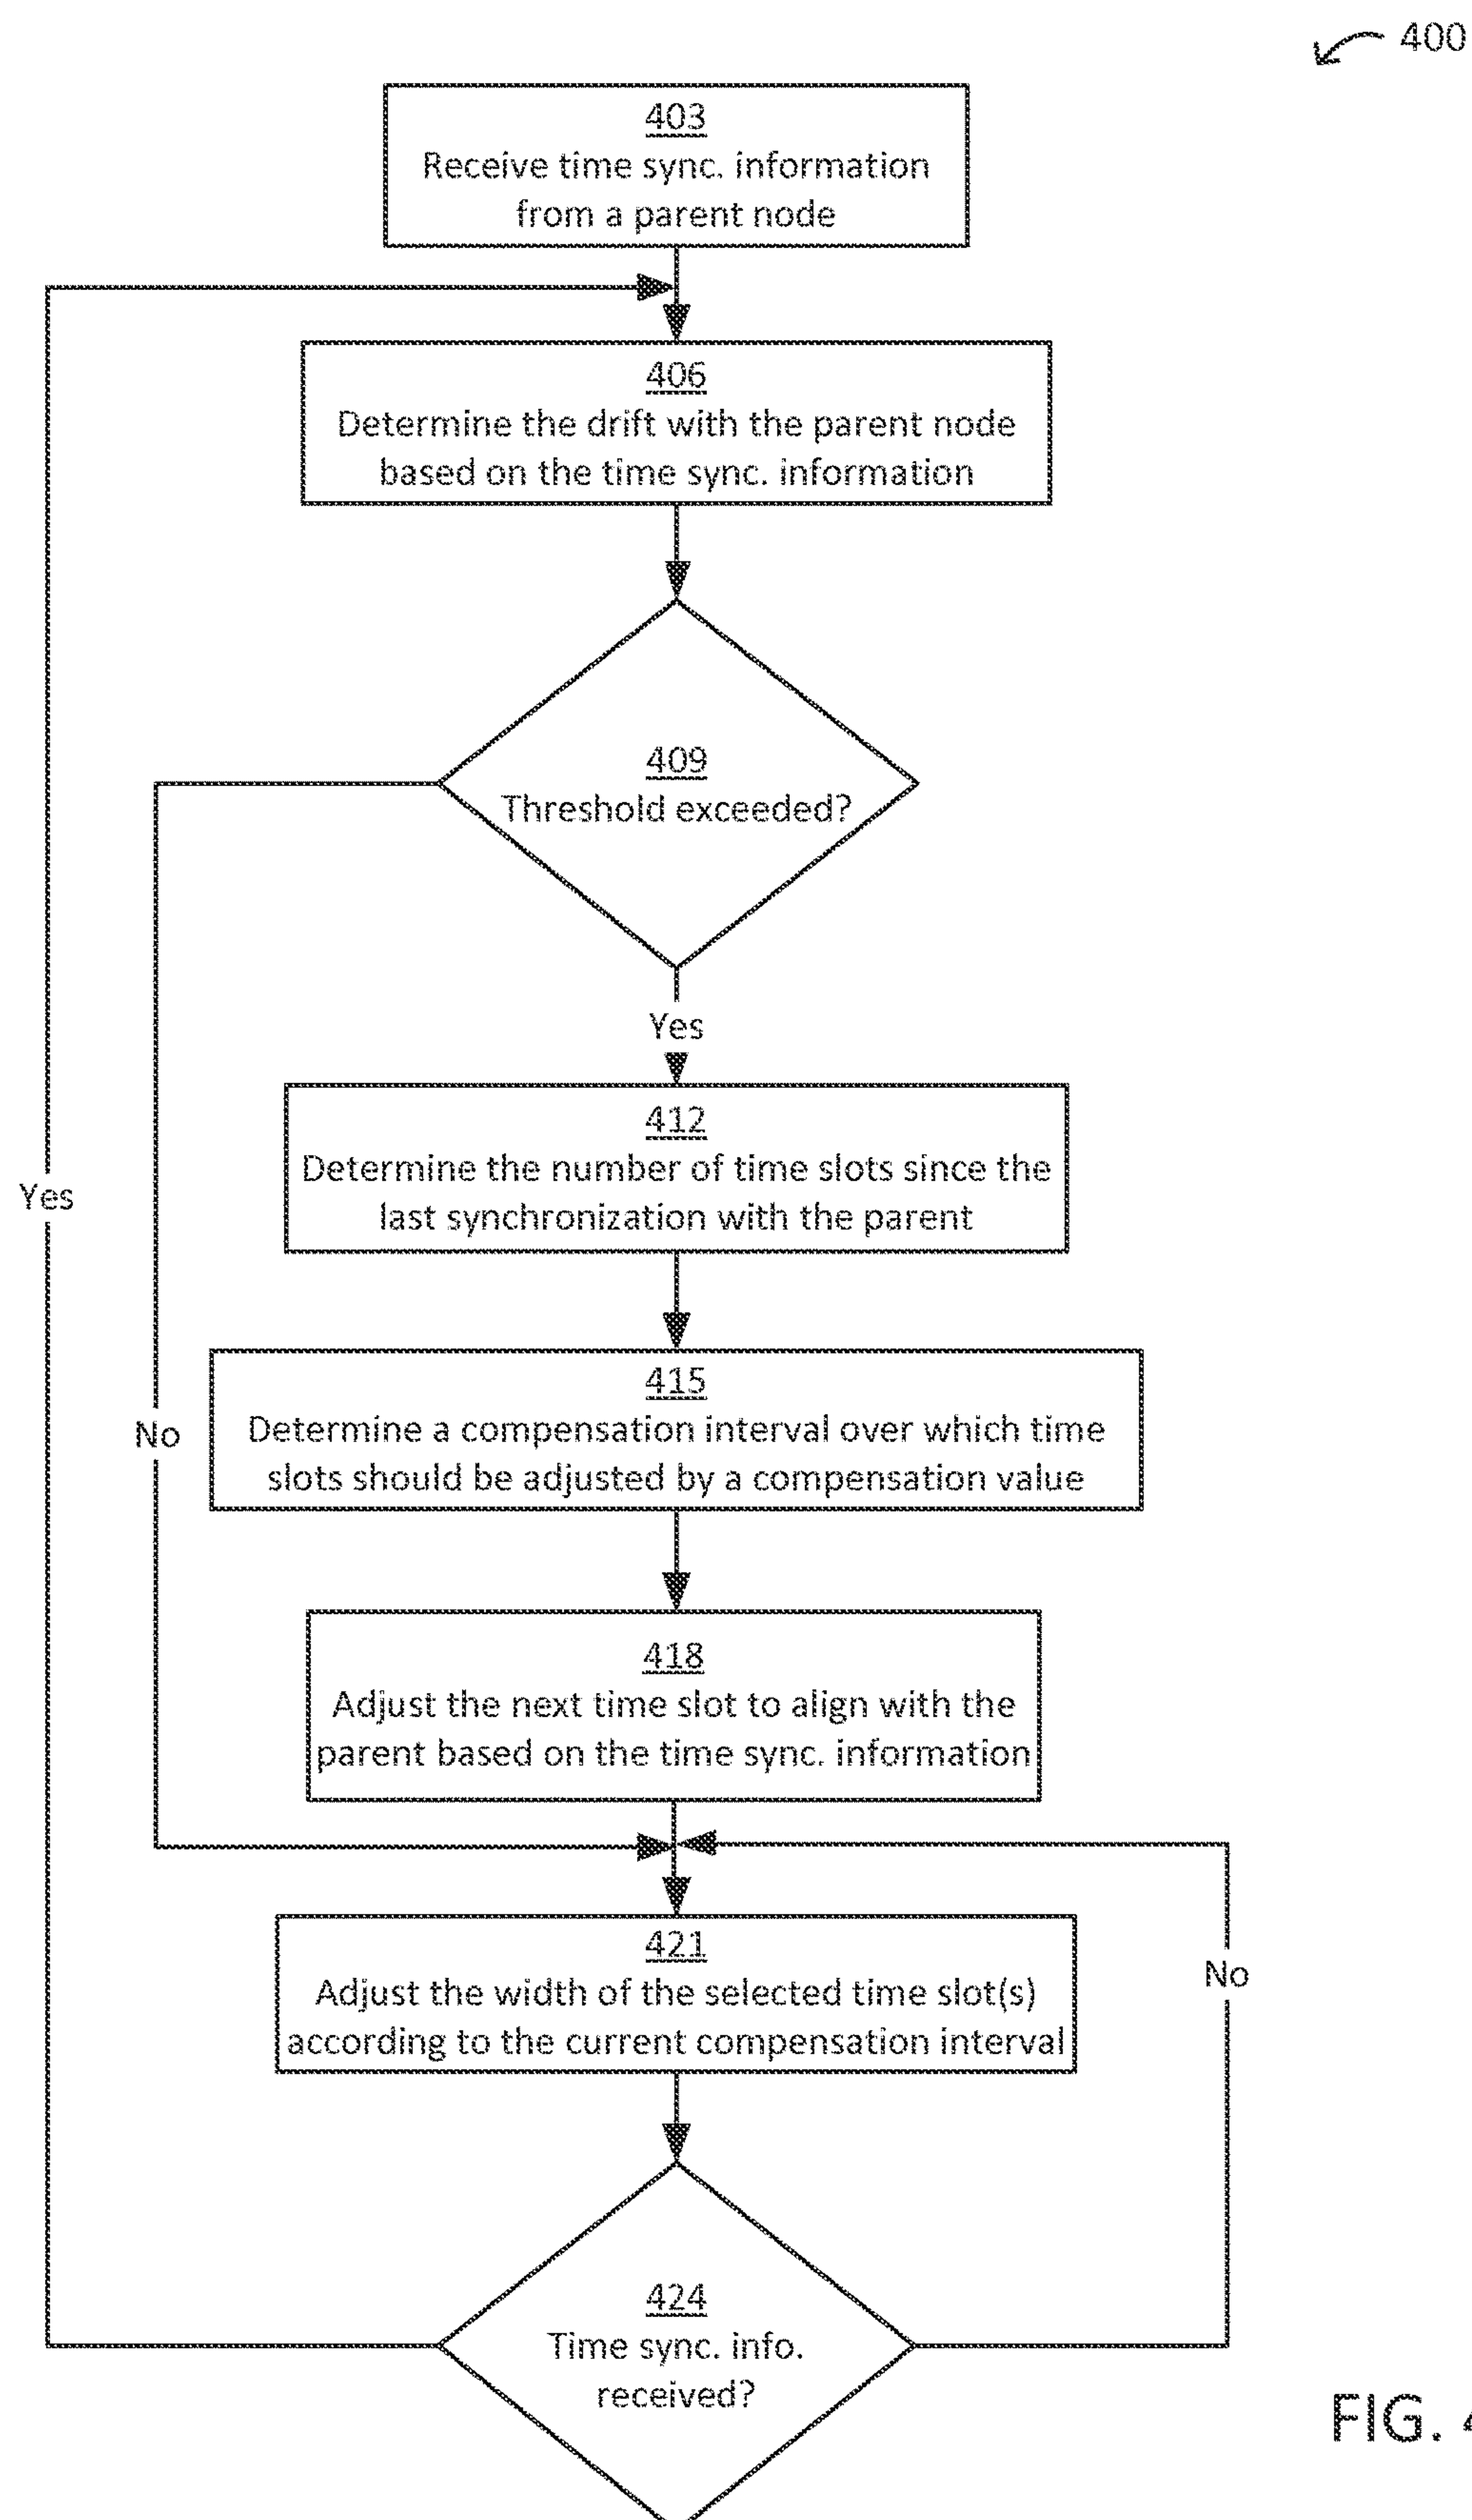 400
403
Receive time sync. information
from a parent node
406
Determine the drift with the parent node
based on the time sync. information
409
Threshold exceeded?
Yes
412
Determine the number of time slots since the
last synchronization with the parent
Yes
415
Determine a compensation interval over which time
slots should be adjusted by a compensation value
No
418
Adjust the next time slot to align with the
parent based on the time sync. information
421
Adjust the width of the selected time slot(s)
according to the current compensation interval
No
424
Time sync. info.
received?
FIG. 4